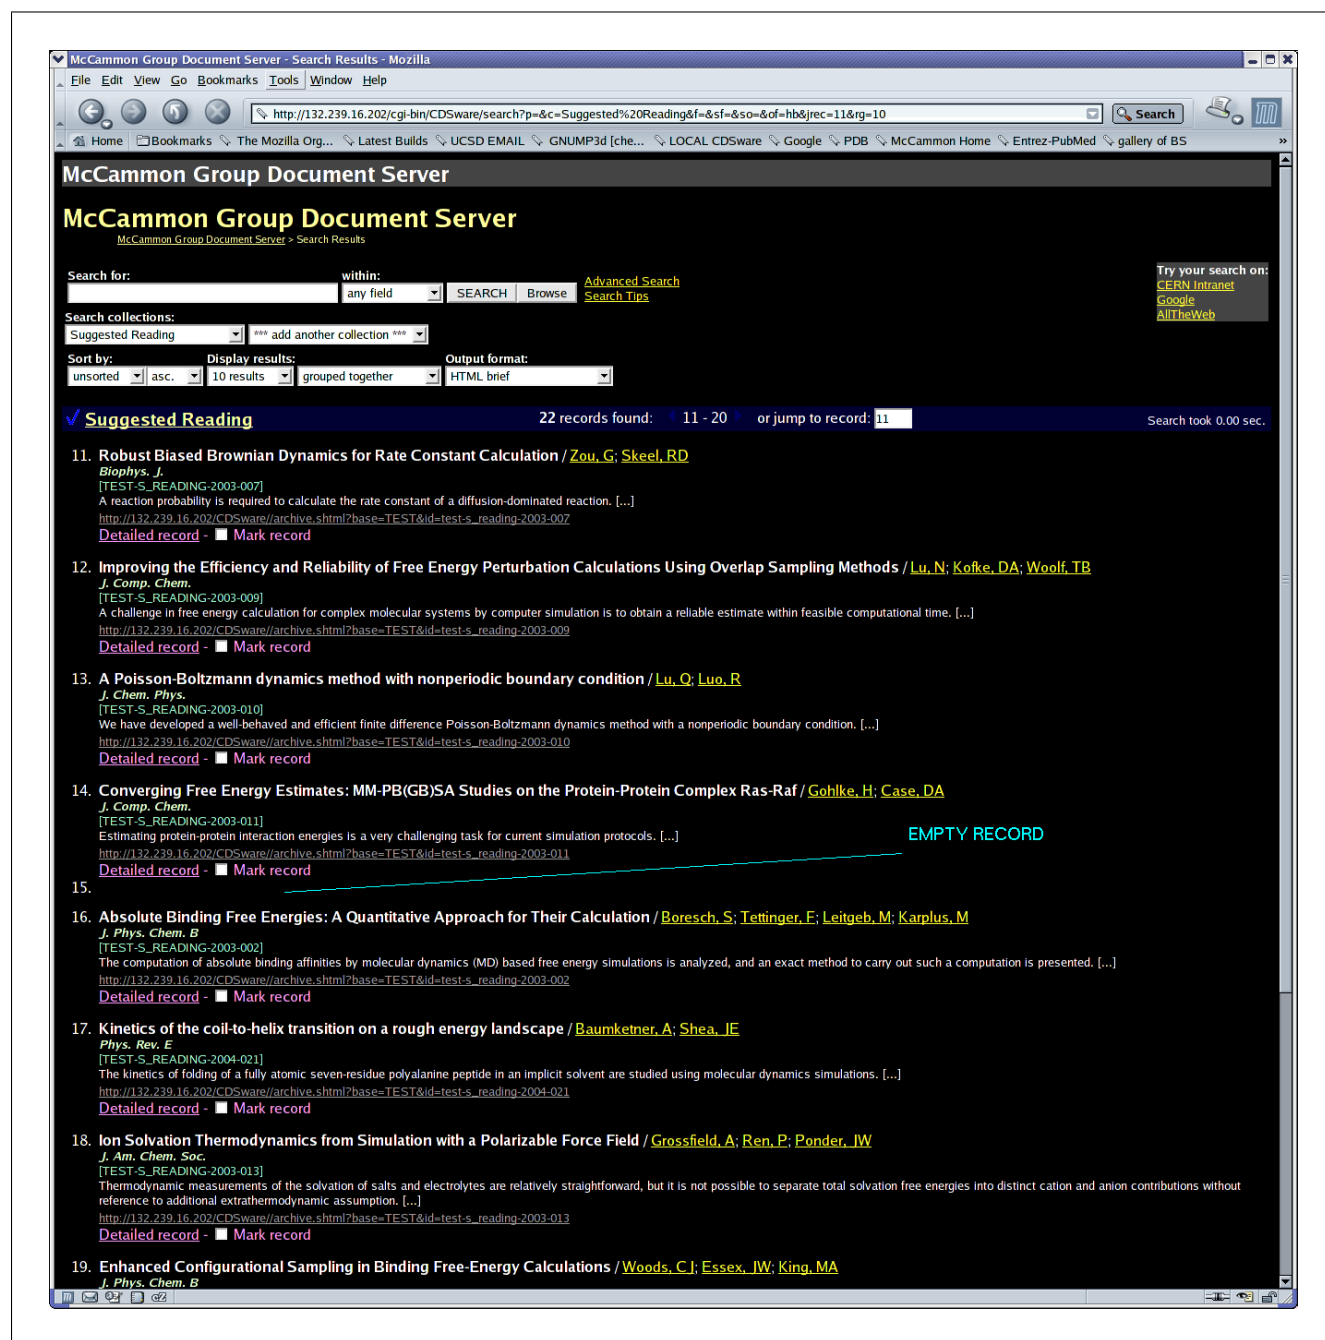 McCammon Group Document Server - Search Results - Mozilla
File Edit View Go Bookmarks Tools Window Help
http://132.239.16.202/cgi-bin/CDSware/search?p=&c=Suggested%20Reading&f=&sf=&so=&of=hb&jrec=11&rg=10 Search
Home Bookmarks The Mozilla Org... Latest Builds UCSD EMAIL GNUMP3d [che... LOCAL CDSware Google PDB McCammon Home Entrez-PubMed gallery of BS »
McCammon Group Document Server
McCammon Group Document Server
McCammon Group Document Server > Search Results
Search for: within: Try your search on:
any field SEARCH Browse Advanced Search CERN Intranet
Search Tips Google
AllTheWeb
Search collections:
Suggested Reading *** add another collection ***
Sort by: Display results: Output format:
unsorted asc. 10 results grouped together HTML brief
Suggested Reading 22 records found: 11 - 20 or jump to record: 11 Search took 0.00 sec.
11. Robust Biased Brownian Dynamics for Rate Constant Calculation / Zou, G; Skeel, RD
Biophys. J.
[TEST-S_READING-2003-007]
A reaction probability is required to calculate the rate constant of a diffusion-dominated reaction. [...]
http://132.239.16.202/CDSware//archive.shtml?base=TEST&id=test-s_reading-2003-007
Detailed record - Mark record
12. Improving the Efficiency and Reliability of Free Energy Perturbation Calculations Using Overlap Sampling Methods / Lu, N; Kofke, DA; Woolf, TB
J. Comp. Chem.
[TEST-S_READING-2003-009]
A challenge in free energy calculation for complex molecular systems by computer simulation is to obtain a reliable estimate within feasible computational time. [...]
http://132.239.16.202/CDSware//archive.shtml?base=TEST&id=test-s_reading-2003-009
Detailed record - Mark record
13. A Poisson-Boltzmann dynamics method with nonperiodic boundary condition / Lu, Q; Luo, R
J. Chem. Phys.
[TEST-S_READING-2003-010]
We have developed a well-behaved and efficient finite difference Poisson-Boltzmann dynamics method with a nonperiodic boundary condition. [...]
http://132.239.16.202/CDSware//archive.shtml?base=TEST&id=test-s_reading-2003-010
Detailed record - Mark record
14. Converging Free Energy Estimates: MM-PB(GB)SA Studies on the Protein-Protein Complex Ras-Raf / Gohlke, H; Case, DA
J. Comp. Chem.
[TEST-S_READING-2003-011]
Estimating protein-protein interaction energies is a very challenging task for current simulation protocols. [...]
EMPTY RECORD
http://132.239.16.202/CDSware//archive.shtml?base=TEST&id=test-s_reading-2003-011
Detailed record - Mark record
15.
16. Absolute Binding Free Energies: A Quantitative Approach for Their Calculation / Boresch, S; Tettinger, F; Leitgeb, M; Karplus, M
J. Phys. Chem. B
[TEST-S_READING-2003-002]
The computation of absolute binding affinities by molecular dynamics (MD) based free energy simulations is analyzed, and an exact method to carry out such a computation is presented. [...]
http://132.239.16.202/CDSware//archive.shtml?base=TEST&id=test-s_reading-2003-002
Detailed record - Mark record
17. Kinetics of the coil-to-helix transition on a rough energy landscape / Baumketner, A; Shea, JE
Phys. Rev. E
[TEST-S_READING-2004-021]
The kinetics of folding of a fully atomic seven-residue polyalanine peptide in an implicit solvent are studied using molecular dynamics simulations. [...]
http://132.239.16.202/CDSware//archive.shtml?base=TEST&id=test-s_reading-2004-021
Detailed record - Mark record
18. Ion Solvation Thermodynamics from Simulation with a Polarizable Force Field / Grossfield, A; Ren, P; Ponder, JW
J. Am. Chem. Soc.
[TEST-S_READING-2003-013]
Thermodynamic measurements of the solvation of salts and electrolytes are relatively straightforward, but it is not possible to separate total solvation free energies into distinct cation and anion contributions without
reference to additional extrathermodynamic assumption. [...]
http://132.239.16.202/CDSware//archive.shtml?base=TEST&id=test-s_reading-2003-013
Detailed record - Mark record
19. Enhanced Configurational Sampling in Binding Free-Energy Calculations / Woods, CJ; Essex, JW; King, MA
J. Phys. Chem. B